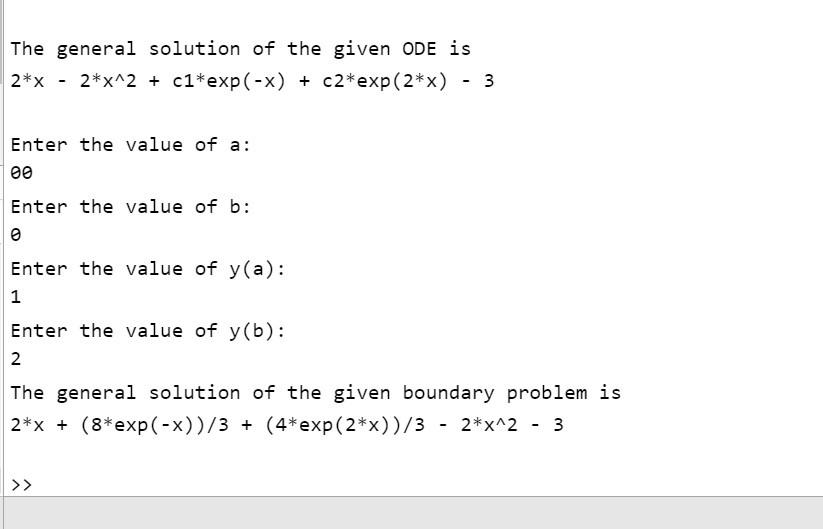 The general solution of the given ODE is
2*x - 2*x^2 + c1*exp(-x) + c2*exp(2*x) - 3
Enter the value of a:
00
Enter the value of b:
0
Enter the value of y(a):
1
Enter the value of y(b):
2
The general solution of the given boundary problem is
2*x + (8*exp(-x))/3 + (4*exp(2*x))/3 - 2*x^2 - 3
>>